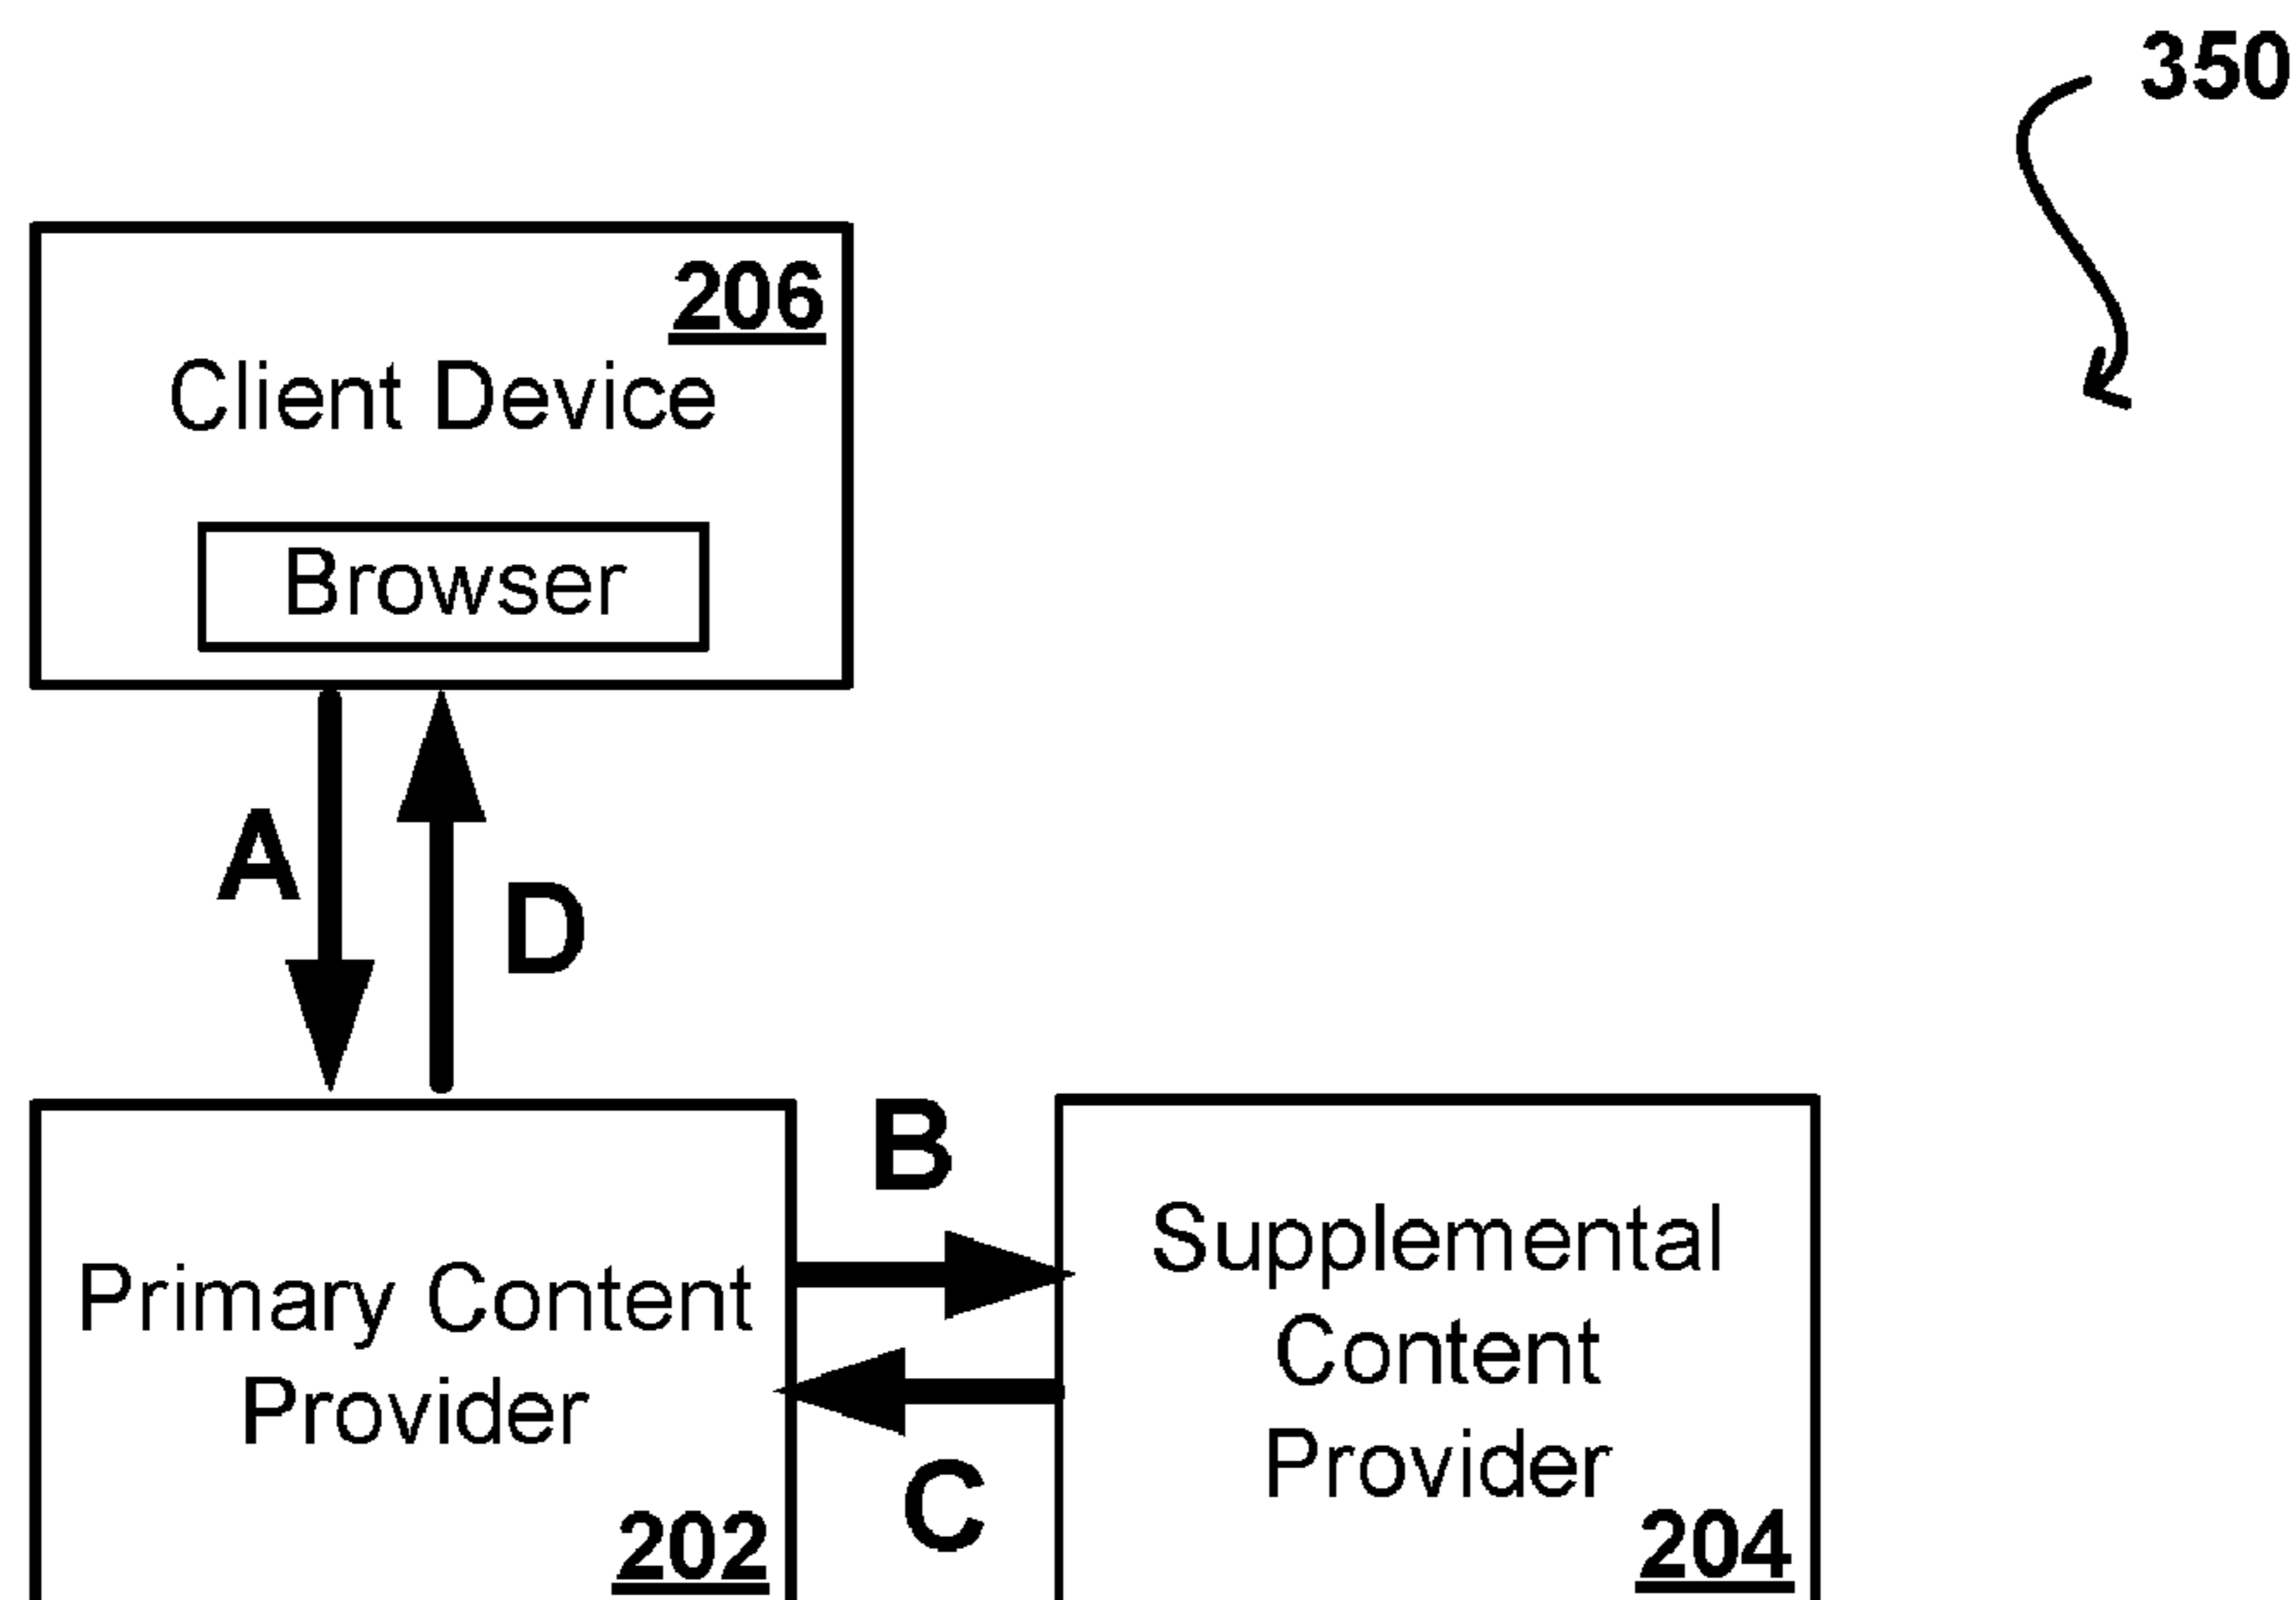 350
206
Client Device
Browser
A
D
B
Primary Content
Provider
202
Supplemental
Content
Provider
204
C